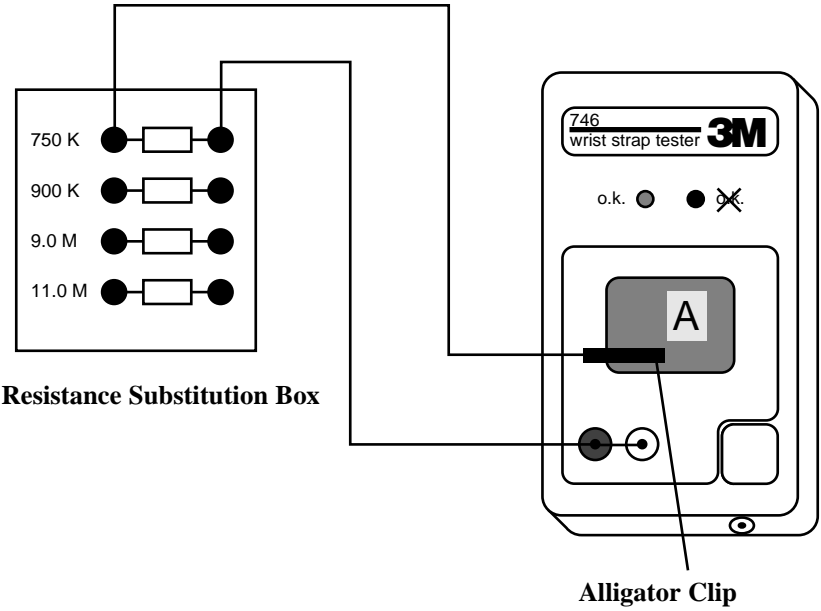 746
wrist strap tester 3M
750 K
900 K
9.0 M
11.0 M
o.k. o.k.
A
Resistance Substitution Box
Alligator Clip